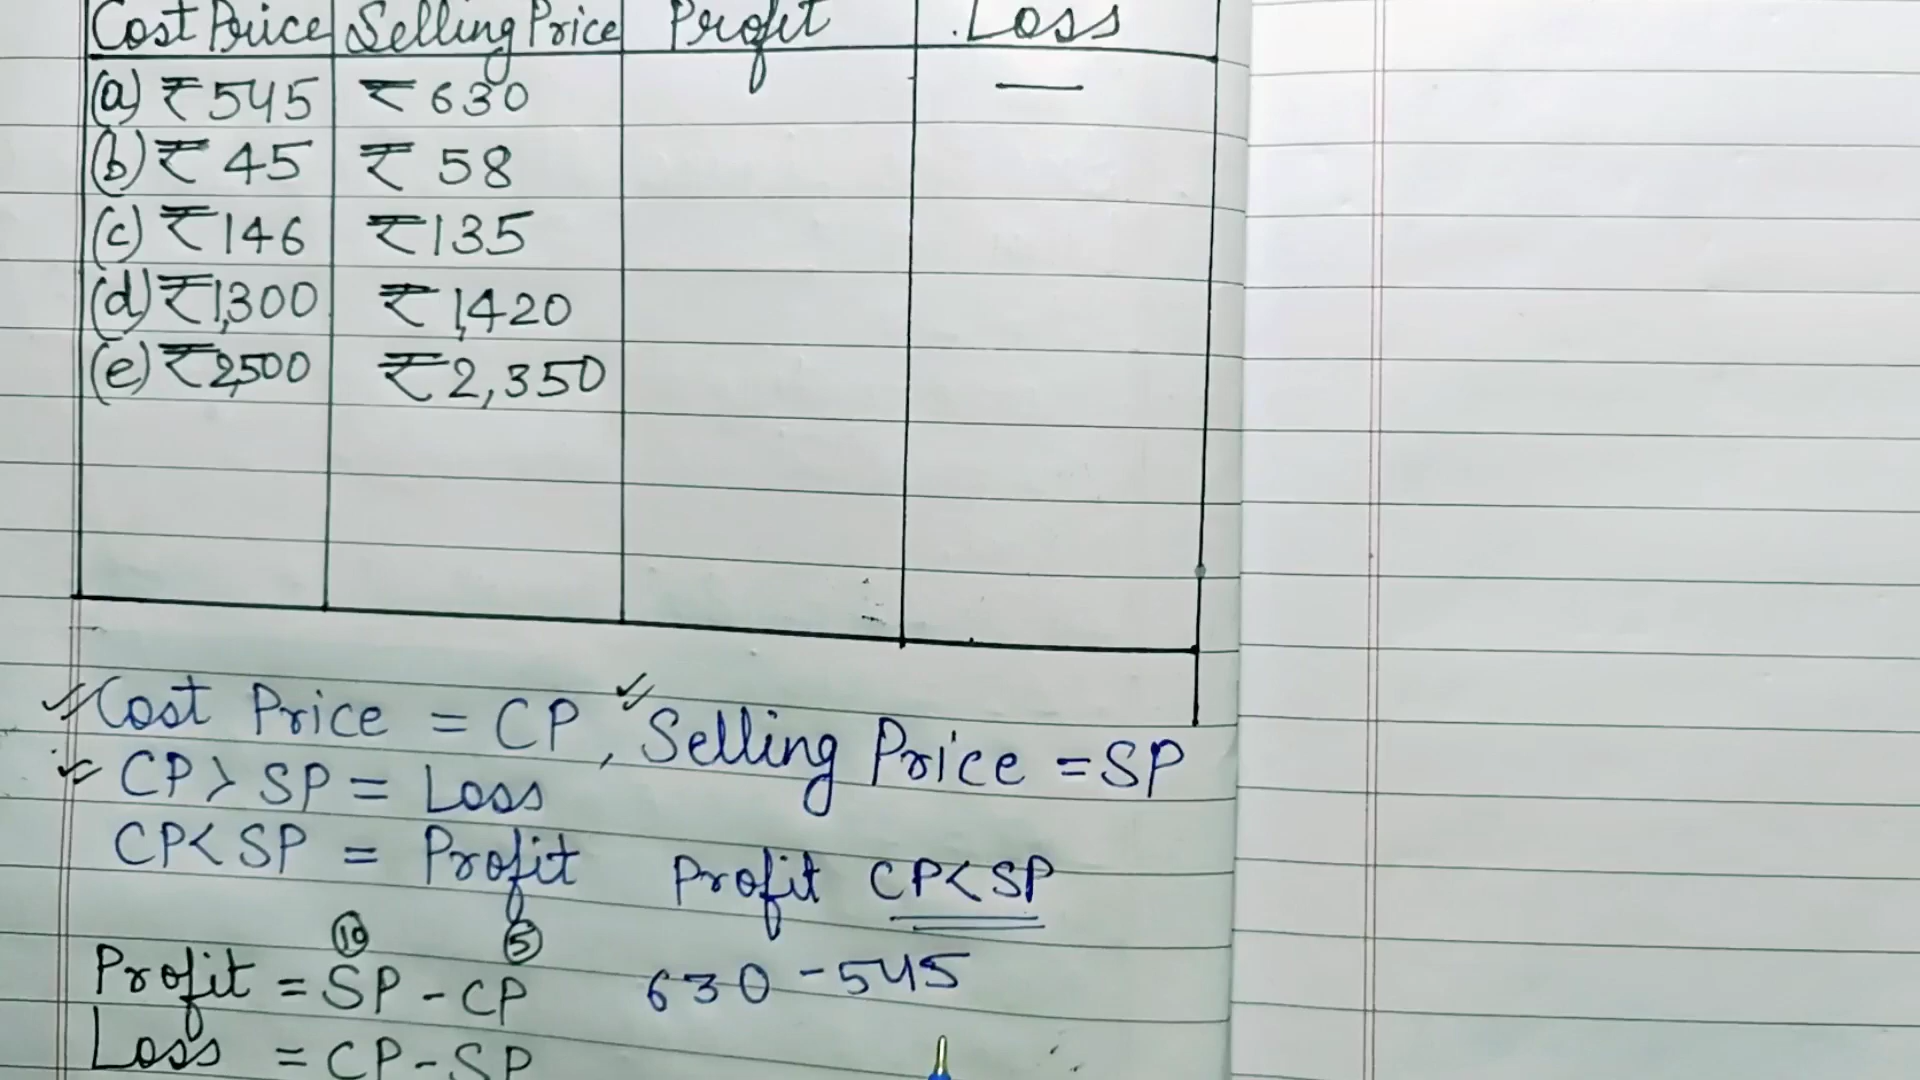 Cost Price Selling Price Profit Loss
(a) ₹545 ₹630 —
(b) ₹45 ₹58
(c) ₹146 ₹135
(d) ₹1,300 ₹1,420
(e) ₹2,500 ₹2,350
Cost Price = CP, Selling Price = SP
CP > SP = Loss
CP < SP = Profit Profit CP < SP
10 5
Profit = SP - CP 630 - 545
Loss = CP - SP